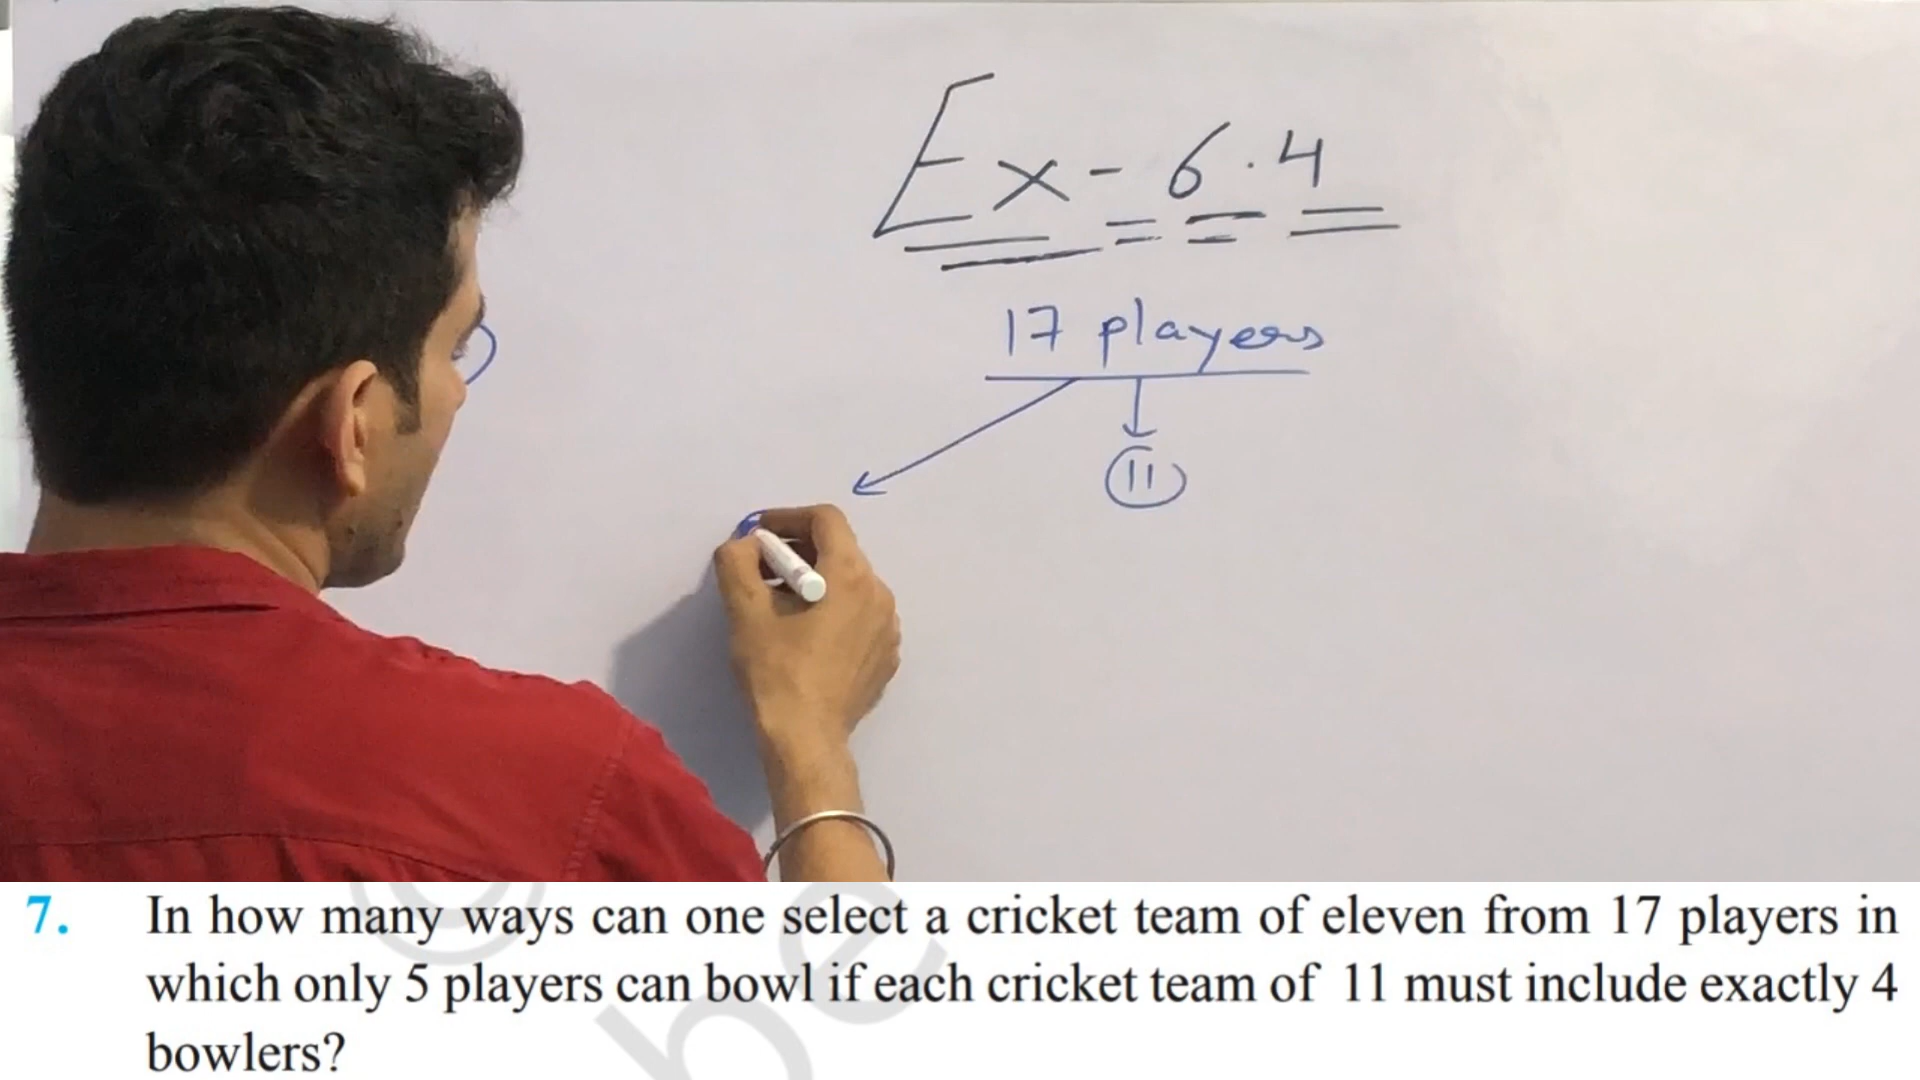 Ex - 6.4
17 players
11
7. In how many ways can one select a cricket team of eleven from 17 players in
which only 5 players can bowl if each cricket team of 11 must include exactly 4
bowlers?